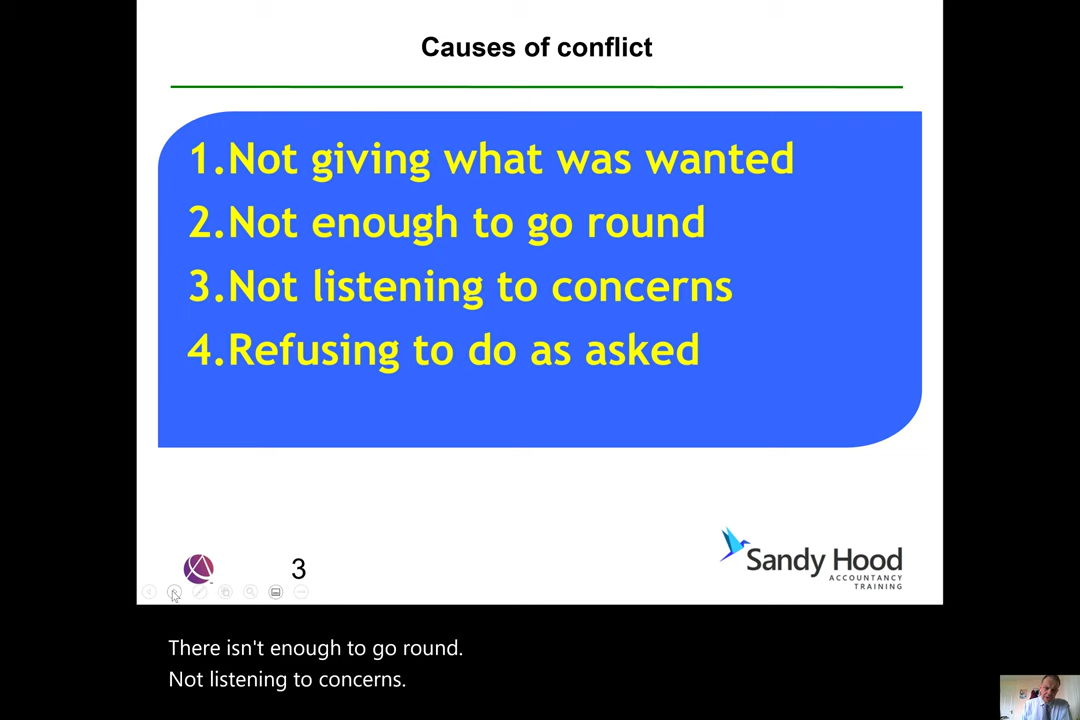 Causes of conflict
1.Not giving what was wanted
2.Not enough to go round
3.Not listening to concerns
4.Refusing to do as asked
3
Sandy Hood
ACCOUNTANCY
TRAINING
There isn't enough to go round.
Not listening to concerns.